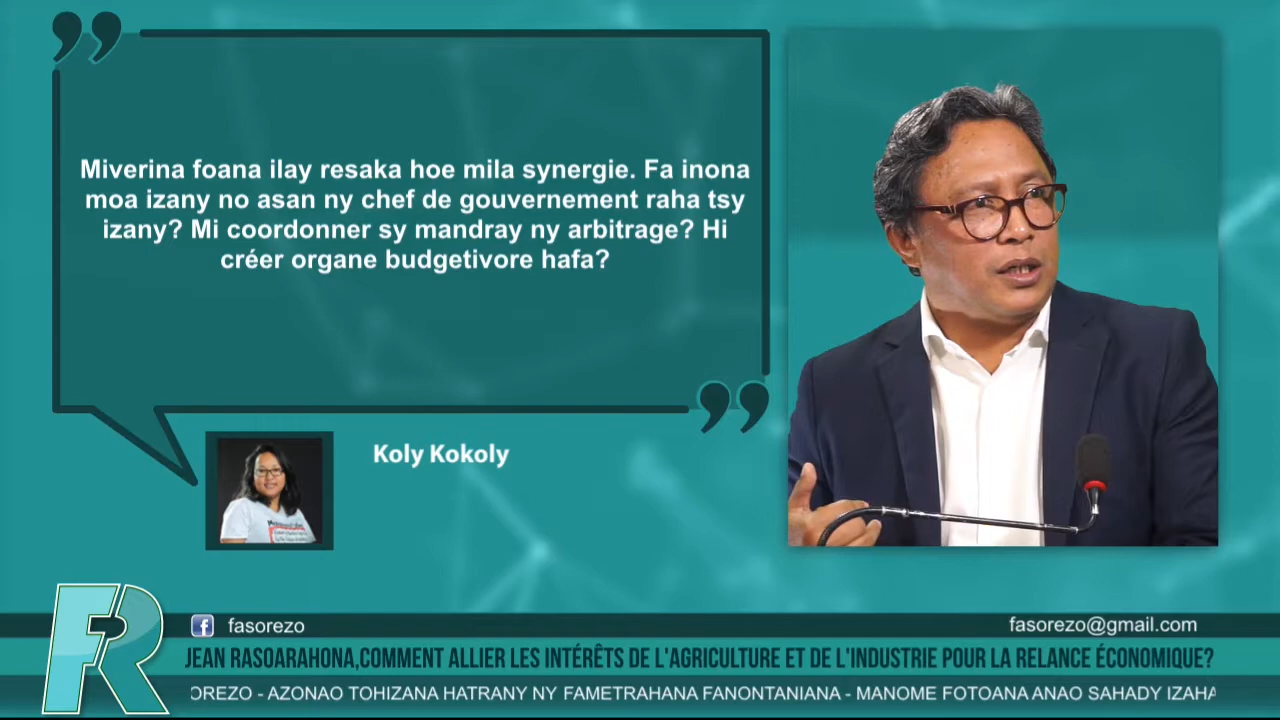 Miverina foana ilay resaka hoe mila synergie. Fa inona
moa izany no asan ny chef de gouvernement raha tsy
izany? Mi coordonner sy mandray ny arbitrage? Hi
créer organe budgetivore hafa?
Koly Kokoly
FR
fasorezo
fasorezo@gmail.com
JEAN RASOARAHONA,COMMENT ALLIER LES INTÉRÊTS DE L'AGRICULTURE ET DE L'INDUSTRIE POUR LA RELANCE ÉCONOMIQUE?
OREZO - AZONAO TOHIZANA HATRANY NY FAMETRAHANA FANONTANIANA - MANOME FOTOANA ANAO SAHADY IZAHA